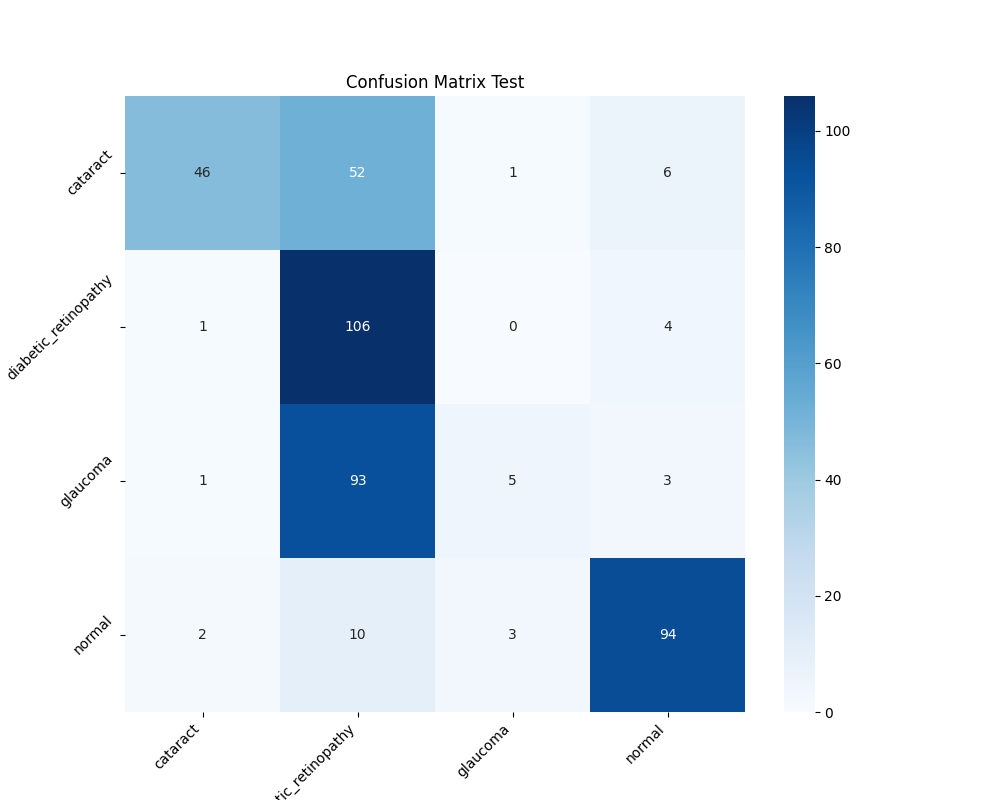 Confusion Matrix Test
cataract
46 52 1 6
diabetic_retinopathy
1 106 0 4
glaucoma
1 93 5 3
normal
2 10 3 94
cataract
tic_retinopathy
glaucoma
normal
100
80
60
40
20
0